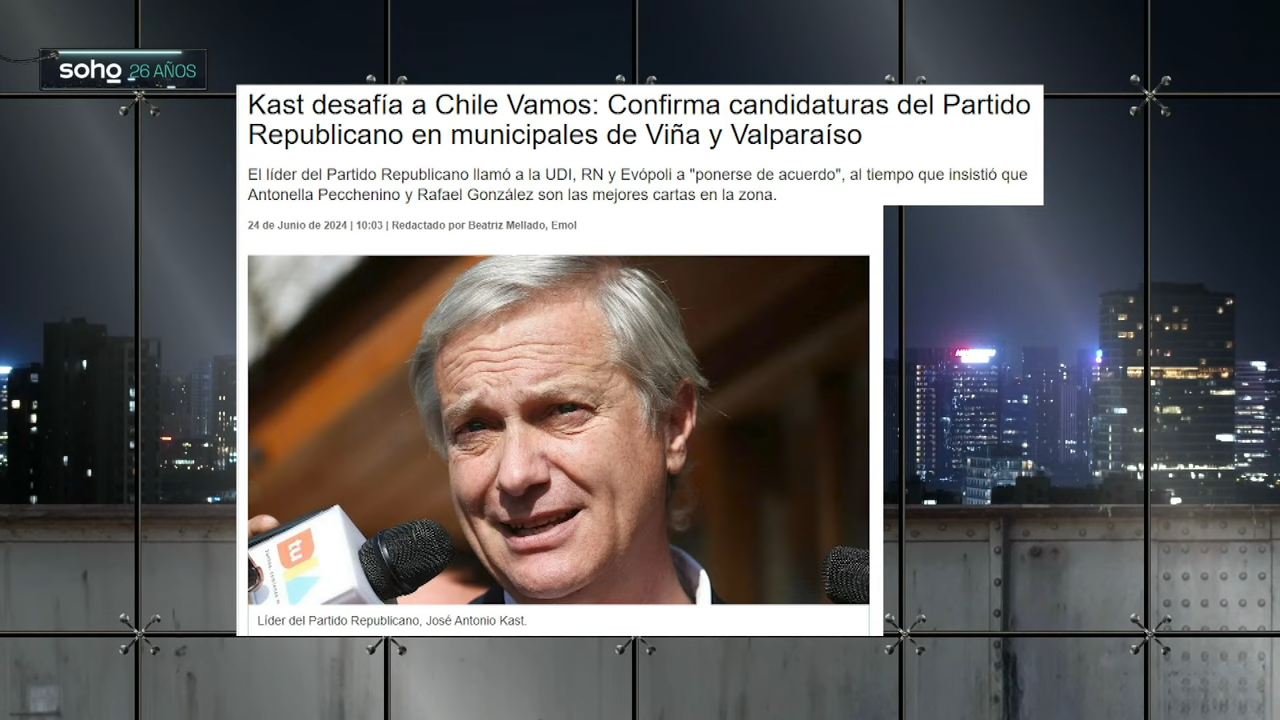 soho 26 AÑOS
Kast desafía a Chile Vamos: Confirma candidaturas del Partido
Republicano en municipales de Viña y Valparaíso
El líder del Partido Republicano llamó a la UDI, RN y Evópoli a "ponerse de acuerdo", al tiempo que insistió que
Antonella Pecchenino y Rafael González son las mejores cartas en la zona.
24 de Junio de 2024 | 10:03 | Redactado por Beatriz Mellado, Emol
tu
Líder del Partido Republicano, José Antonio Kast.